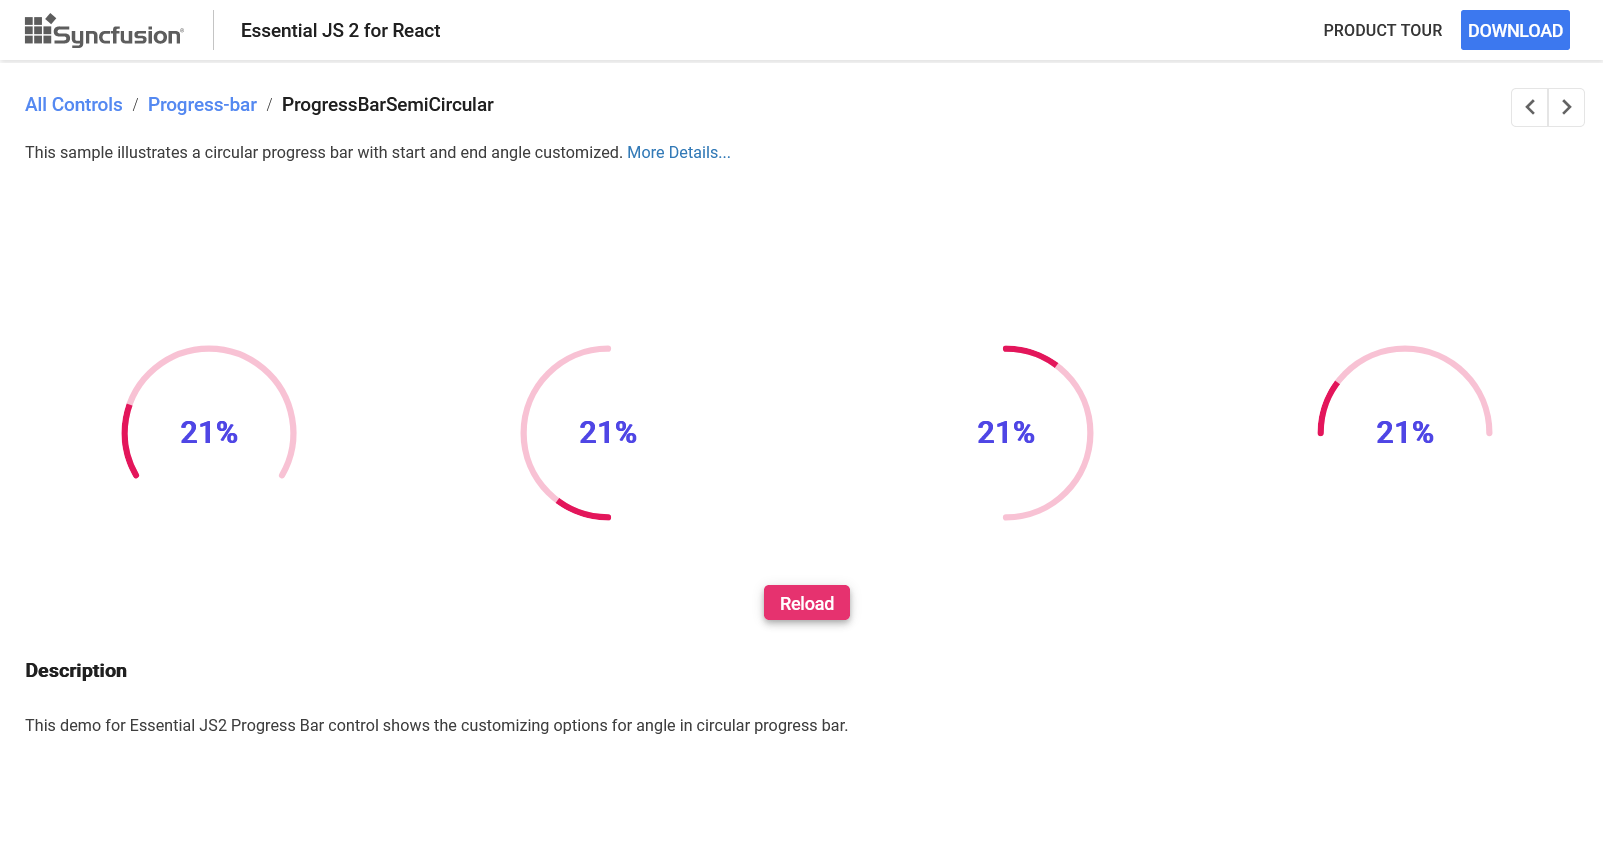 Syncfusion
Essential JS 2 for React
PRODUCT TOUR
DOWNLOAD
All Controls / Progress-bar / ProgressBarSemiCircular
This sample illustrates a circular progress bar with start and end angle customized. More Details...
21%
21%
21%
21%
Reload
Description
This demo for Essential JS2 Progress Bar control shows the customizing options for angle in circular progress bar.